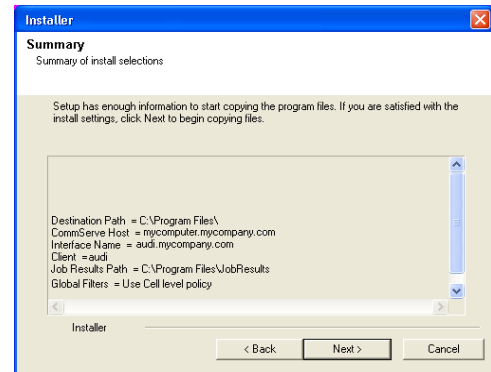 Installer
Summary
Summary of install selections
Setup has enough information to start copying the program files. If you are satisfied with the
install settings, click Next to begin copying files.
Destination Path = C:\Program Files\
CommServe Host = mycomputer.mycompany.com
Interface Name = audi.mycompany.com
Client =audi
Job Results Path = C:\Program Files\JobResults
Global Filters = Use Cell level policy
Installer
< Back Next > Cancel